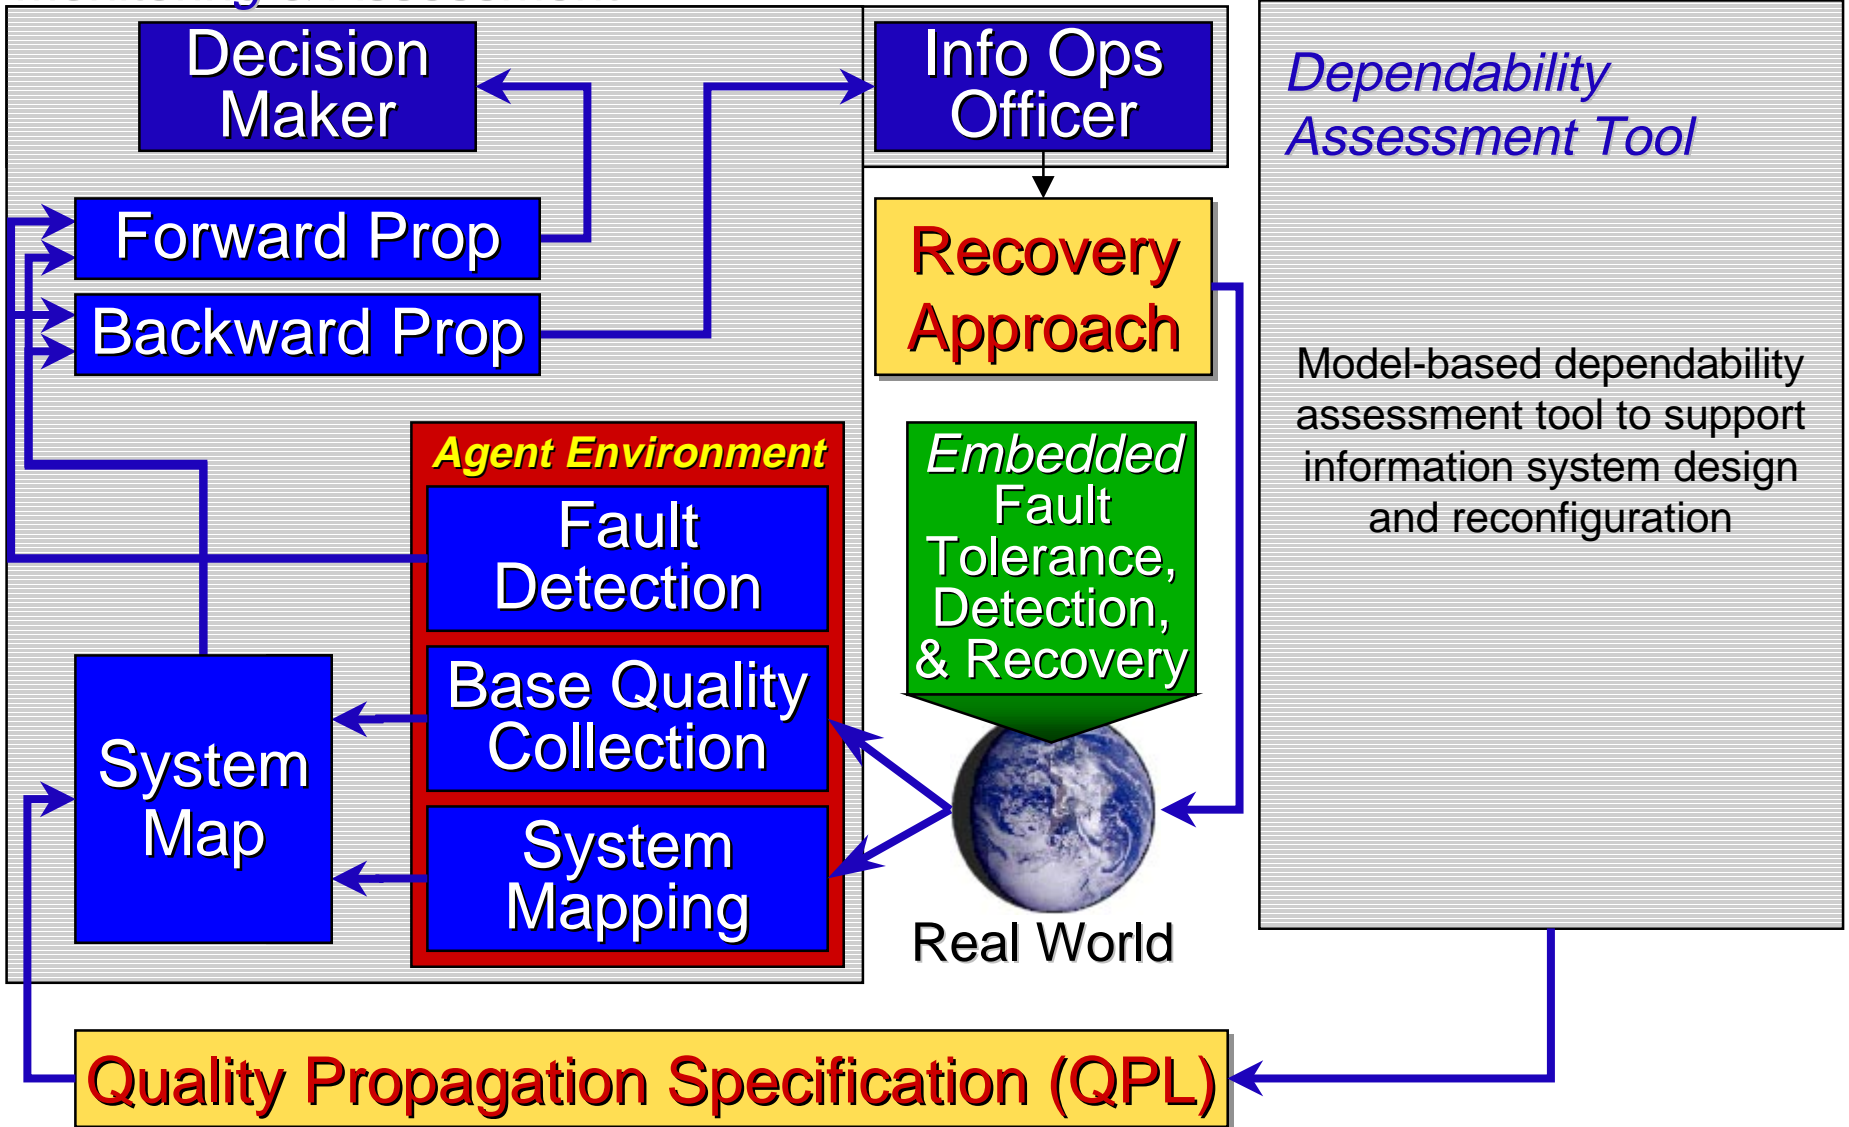 Decision
Maker
Info Ops
Officer
Dependability
Assessment Tool
Forward Prop
Backward Prop
Recovery
Approach
Model-based dependability
assessment tool to support
information system design
and reconfiguration
Agent Environment
Fault
Detection
Base Quality
Collection
System
Mapping
System
Map
Embedded
Fault
Tolerance,
Detection,
& Recovery
Real World
Quality Propagation Specification (QPL)